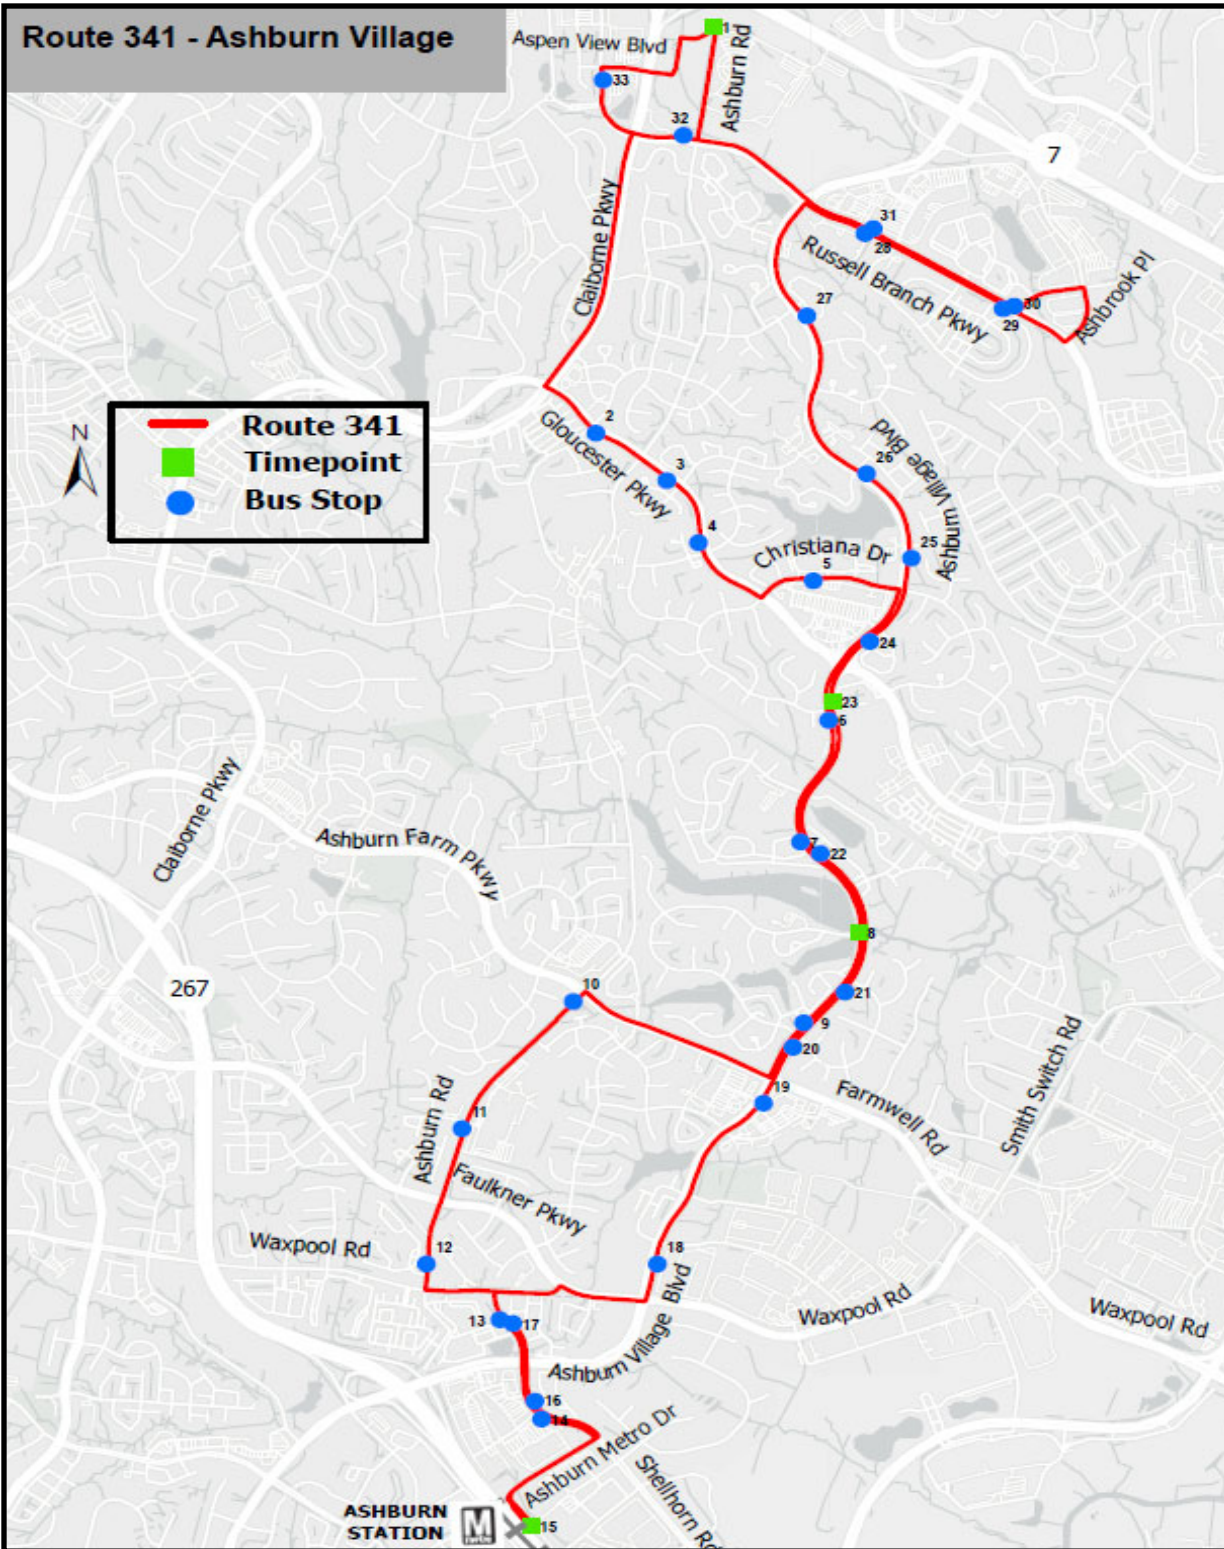 Route 341 - Ashburn Village
Aspen View Blvd
Ashburn Rd
1
33
32
7
Claiborne Pkwy
31
28
Russell Branch Pkwy
Ashbrook Pl
27
30
29
N
Route 341
Timepoint
Bus Stop
2
Gloucester Pkwy
3
26
Ashburn Village Blvd
4
Christiana Dr
25
5
24
23
6
Claiborne Pkwy
Ashburn Farm Pkwy
7
22
8
267
10
21
9
20
Smith Switch Rd
19
Farmwell Rd
Ashburn Rd
11
Faulkner Pkwy
Waxpool Rd
12
18
Waxpool Rd
Waxpool Rd
13
17
Ashburn Village Blvd
16
14
Ashburn Metro Dr
Shellhorn Rd
ASHBURN
STATION
M
15